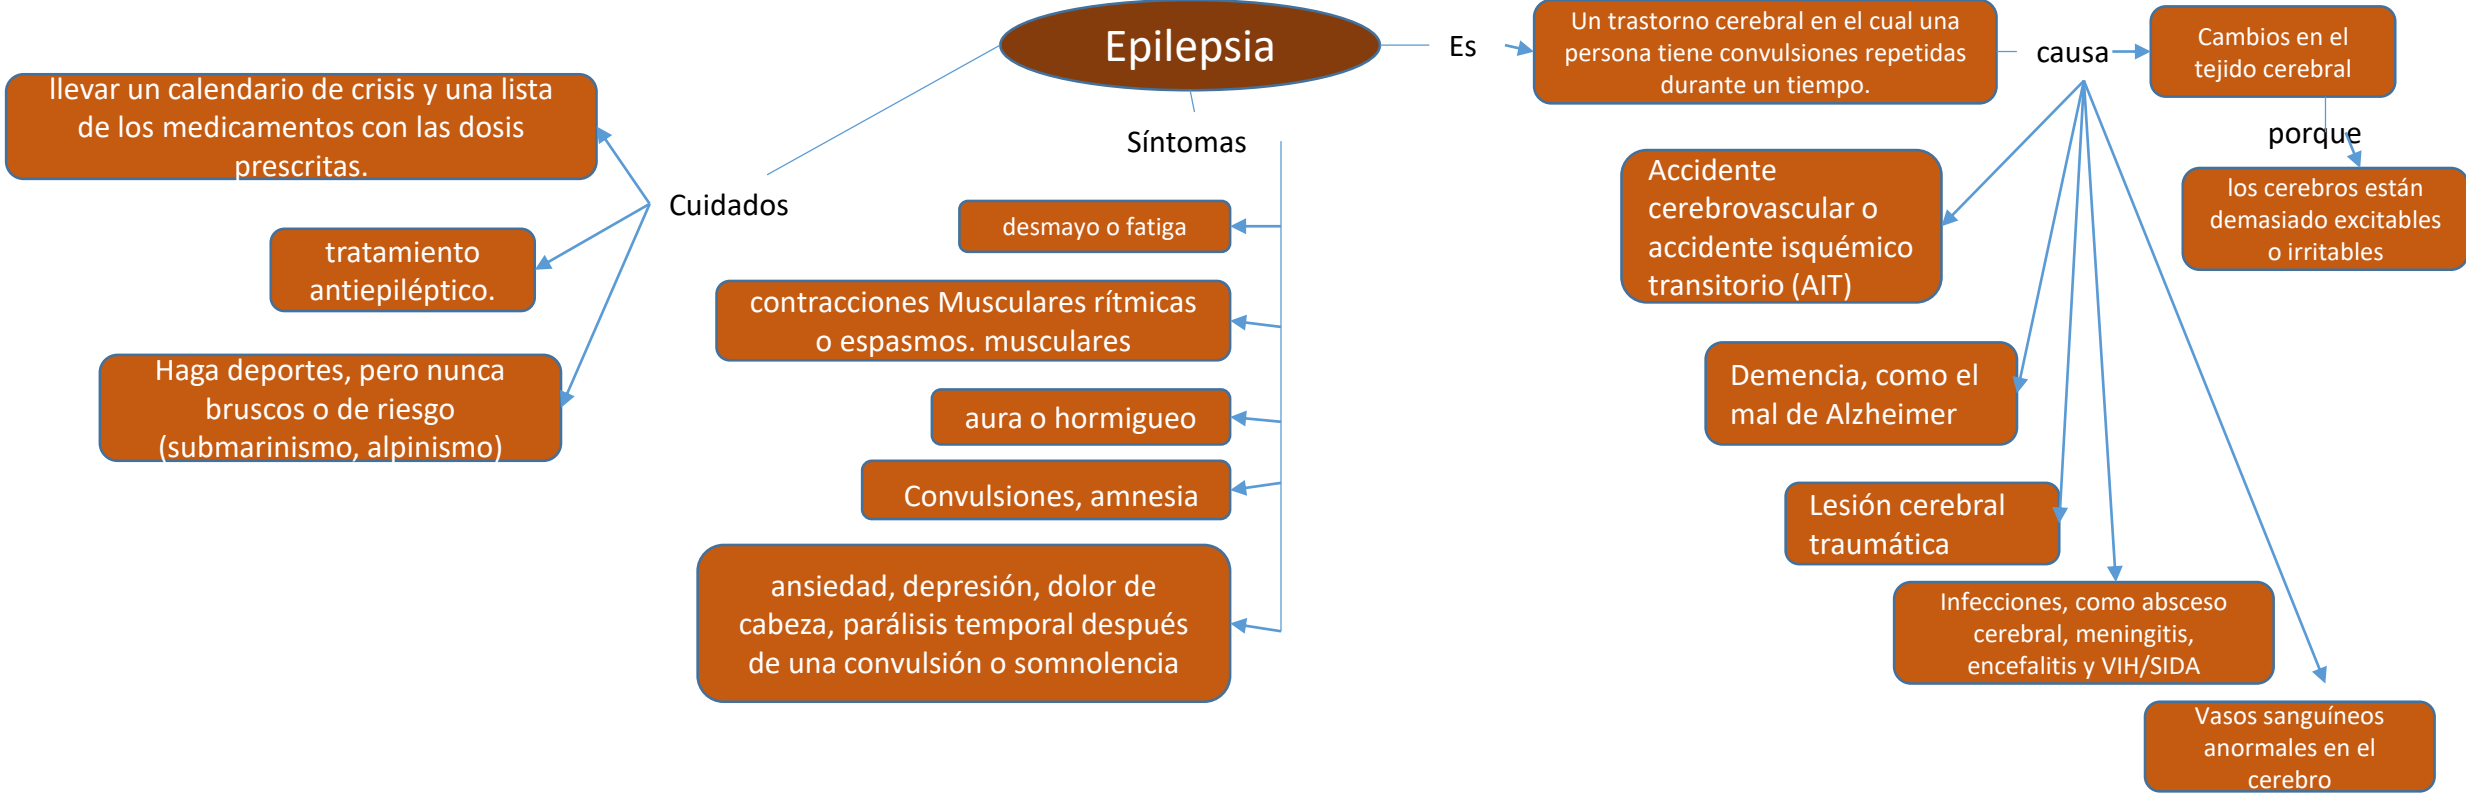 Epilepsia
Es
Un trastorno cerebral en el cual una
persona tiene convulsiones repetidas
durante un tiempo.
causa
Cambios en el
tejido cerebral
porque
los cerebros están
demasiado excitables
o irritables
Accidente
cerebrovascular o
accidente isquémico
transitorio (AIT)
Demencia, como el
mal de Alzheimer
Lesión cerebral
traumática
Infecciones, como absceso
cerebral, meningitis,
encefalitis y VIH/SIDA
Vasos sanguíneos
anormales en el
cerebro
Síntomas
desmayo o fatiga
contracciones Musculares rítmicas
o espasmos. musculares
aura o hormigueo
Convulsiones, amnesia
ansiedad, depresión, dolor de
cabeza, parálisis temporal después
de una convulsión o somnolencia
Cuidados
llevar un calendario de crisis y una lista
de los medicamentos con las dosis
prescritas.
tratamiento
antiepiléptico.
Haga deportes, pero nunca
bruscos o de riesgo
(submarinismo, alpinismo)